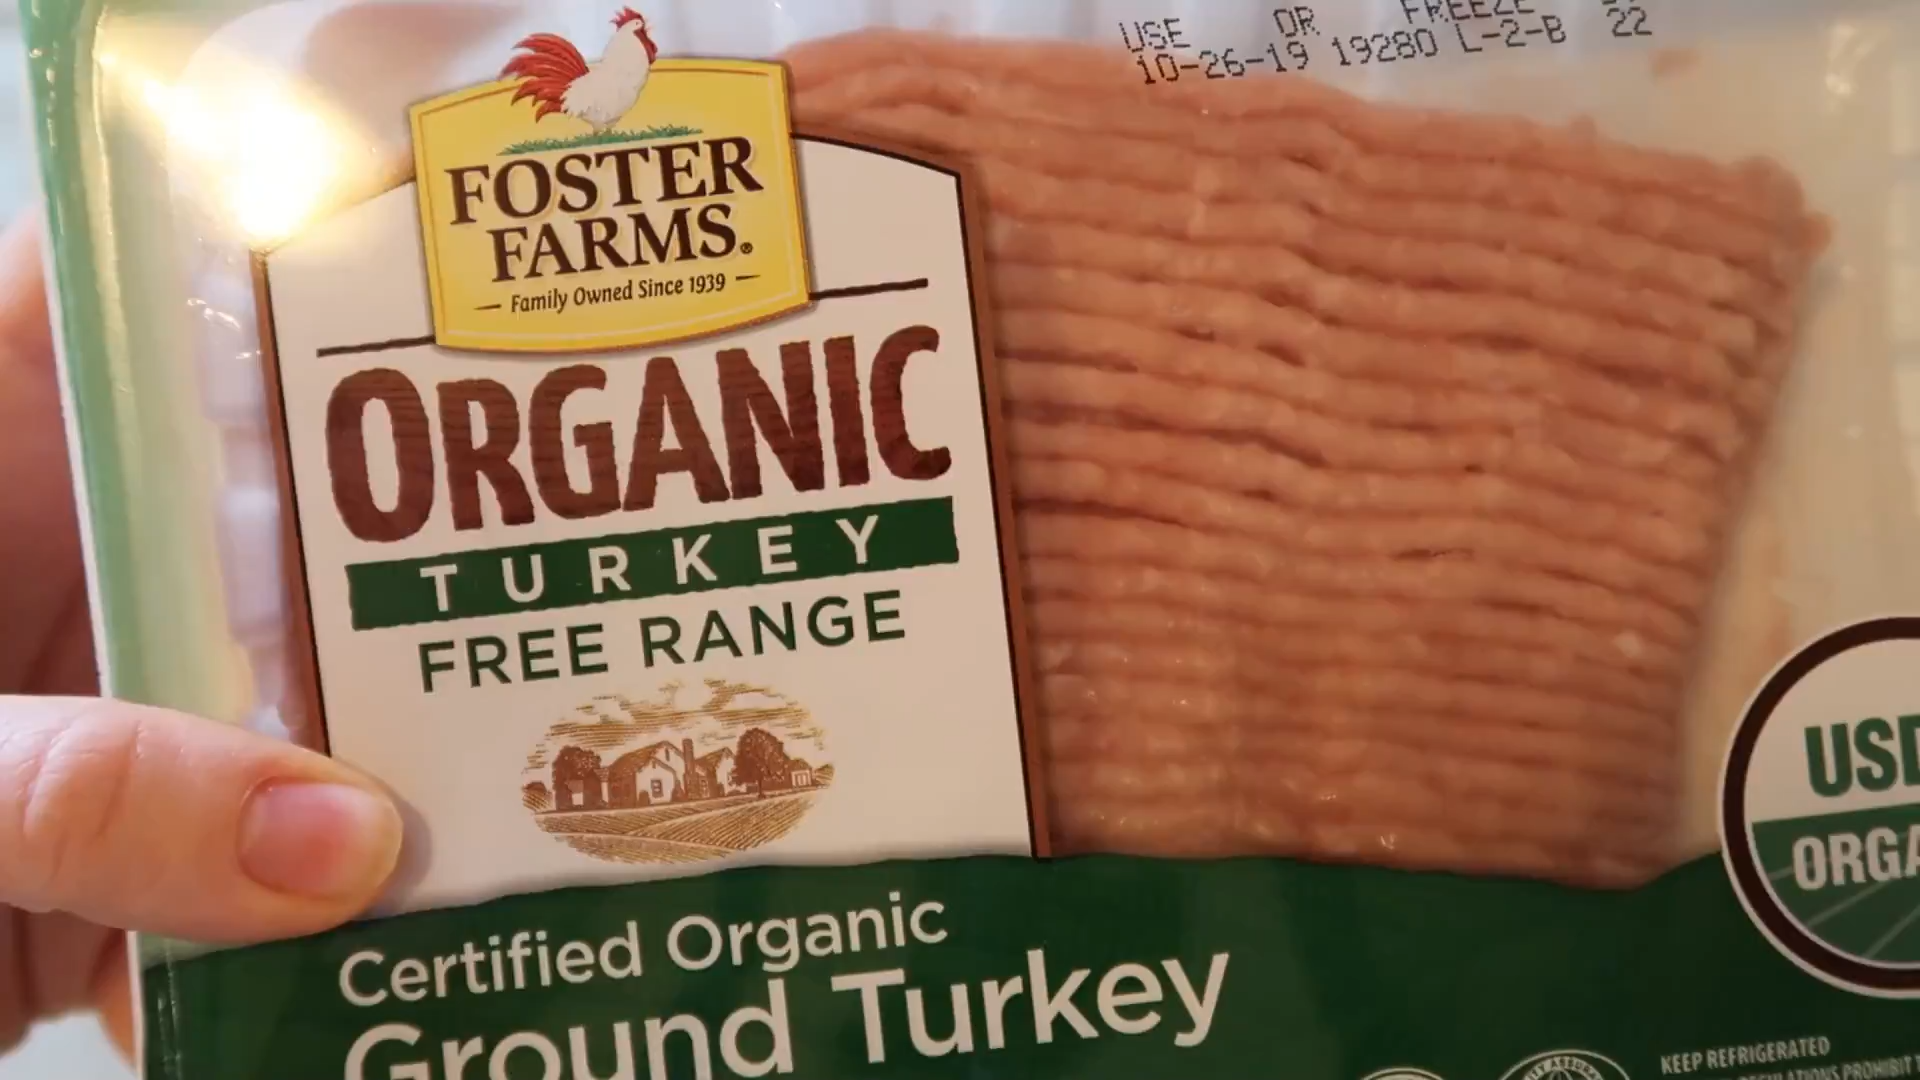 USE OR FREEZE
10-26-19 19280 L-2-B 22
FOSTER
FARMS®
Family Owned Since 1939
ORGANIC
TURKEY
FREE RANGE
USD
ORGA
Certified Organic
Ground Turkey
KEEP REFRIGERATED
PROHIBIT